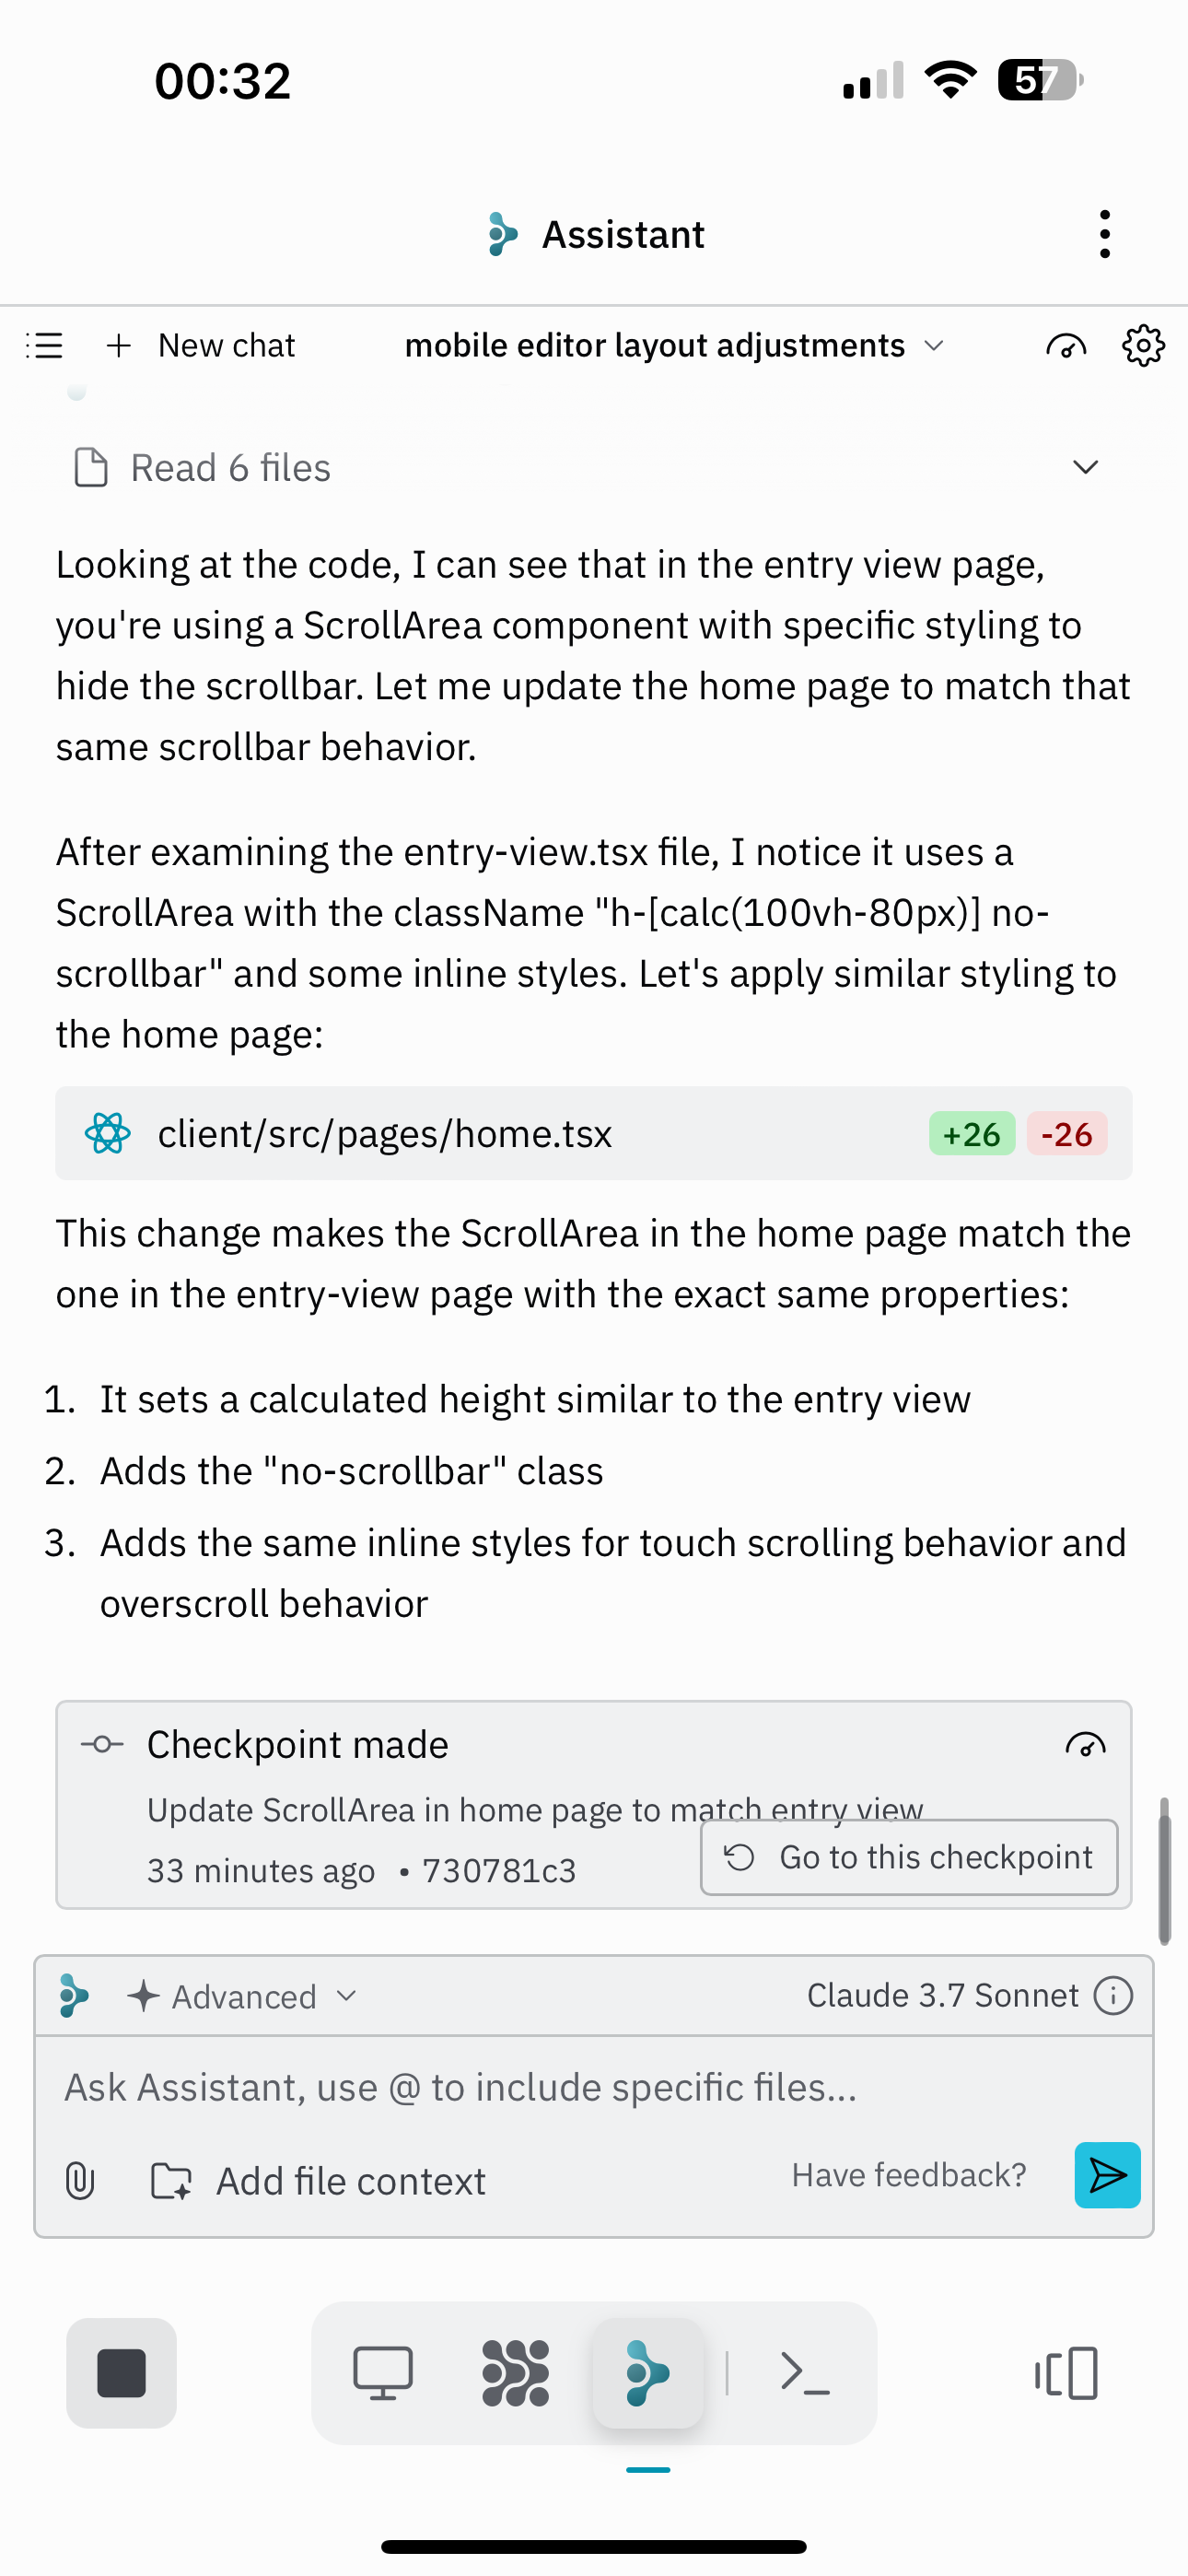 00:32
57
Assistant
New chat
mobile editor layout adjustments
Read 6 files
Looking at the code, I can see that in the entry view page,
you're using a ScrollArea component with specific styling to
hide the scrollbar. Let me update the home page to match that
same scrollbar behavior.
After examining the entry-view.tsx file, I notice it uses a
ScrollArea with the className "h-[calc(100vh-80px)] no-
scrollbar" and some inline styles. Let's apply similar styling to
the home page:
client/src/pages/home.tsx +26 -26
This change makes the ScrollArea in the home page match the
one in the entry-view page with the exact same properties:
1. It sets a calculated height similar to the entry view
2. Adds the "no-scrollbar" class
3. Adds the same inline styles for touch scrolling behavior and
overscroll behavior
Checkpoint made
Update ScrollArea in home page to match entry view
33 minutes ago • 730781c3
Go to this checkpoint
Advanced
Claude 3.7 Sonnet
Ask Assistant, use @ to include specific files...
Add file context
Have feedback?